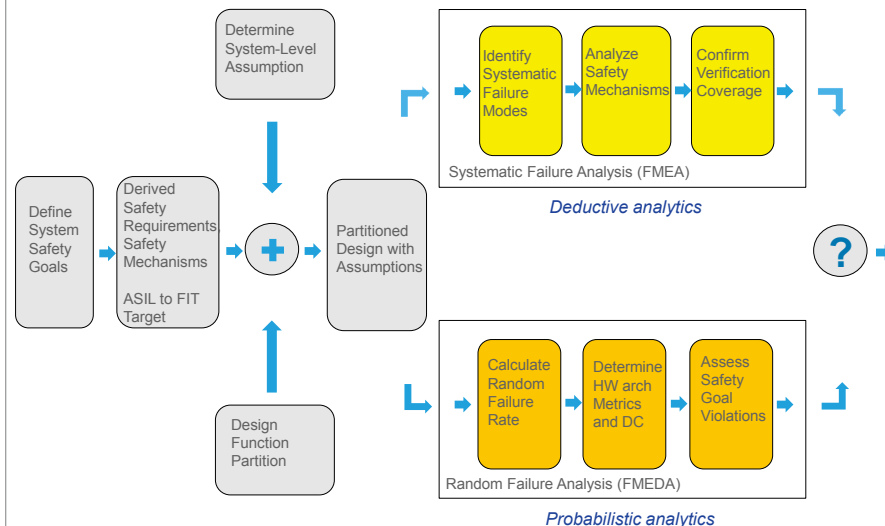 Determine
System-Level
Assumption
Identify
Systematic
Failure
Modes
Analyze
Safety
Mechanisms
Confirm
Verification
Coverage
Systematic Failure Analysis (FMEA)
Deductive analytics
Define
System
Safety
Goals
Derived
Safety
Requirements,
Safety
Mechanisms
ASIL to FIT
Target
+
Partitioned
Design with
Assumptions
?
Design
Function
Partition
Calculate
Random
Failure
Rate
Determine
HW arch
Metrics
and DC
Assess
Safety
Goal
Violations
Random Failure Analysis (FMEDA)
Probabilistic analytics